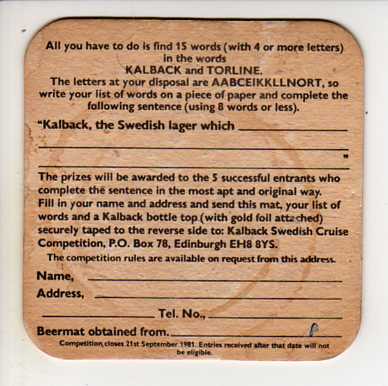 All you have to do is find 15 words (with 4 or more letters)
in the words
KALBACK and TORLINE.
The letters at your disposal are AABCEIKKLLNORT, so
write your list of words on a piece of paper and complete the
following sentence (using 8 words or less).
"Kalback, the Swedish lager which
"
The prizes will be awarded to the 5 successful entrants who
complete the sentence in the most apt and original way.
Fill in your name and address and send this mat, your list of
words and a Kalback bottle top (with gold foil attached)
securely taped to the reverse side to: Kalback Swedish Cruise
Competition, P.O. Box 78, Edinburgh EH8 8YS.
The competition rules are available on request from this address.
Name,
Address,
Tel. No.,
Beermat obtained from
Competition closes 21st September 1981. Entries received after that date will not
be eligible.